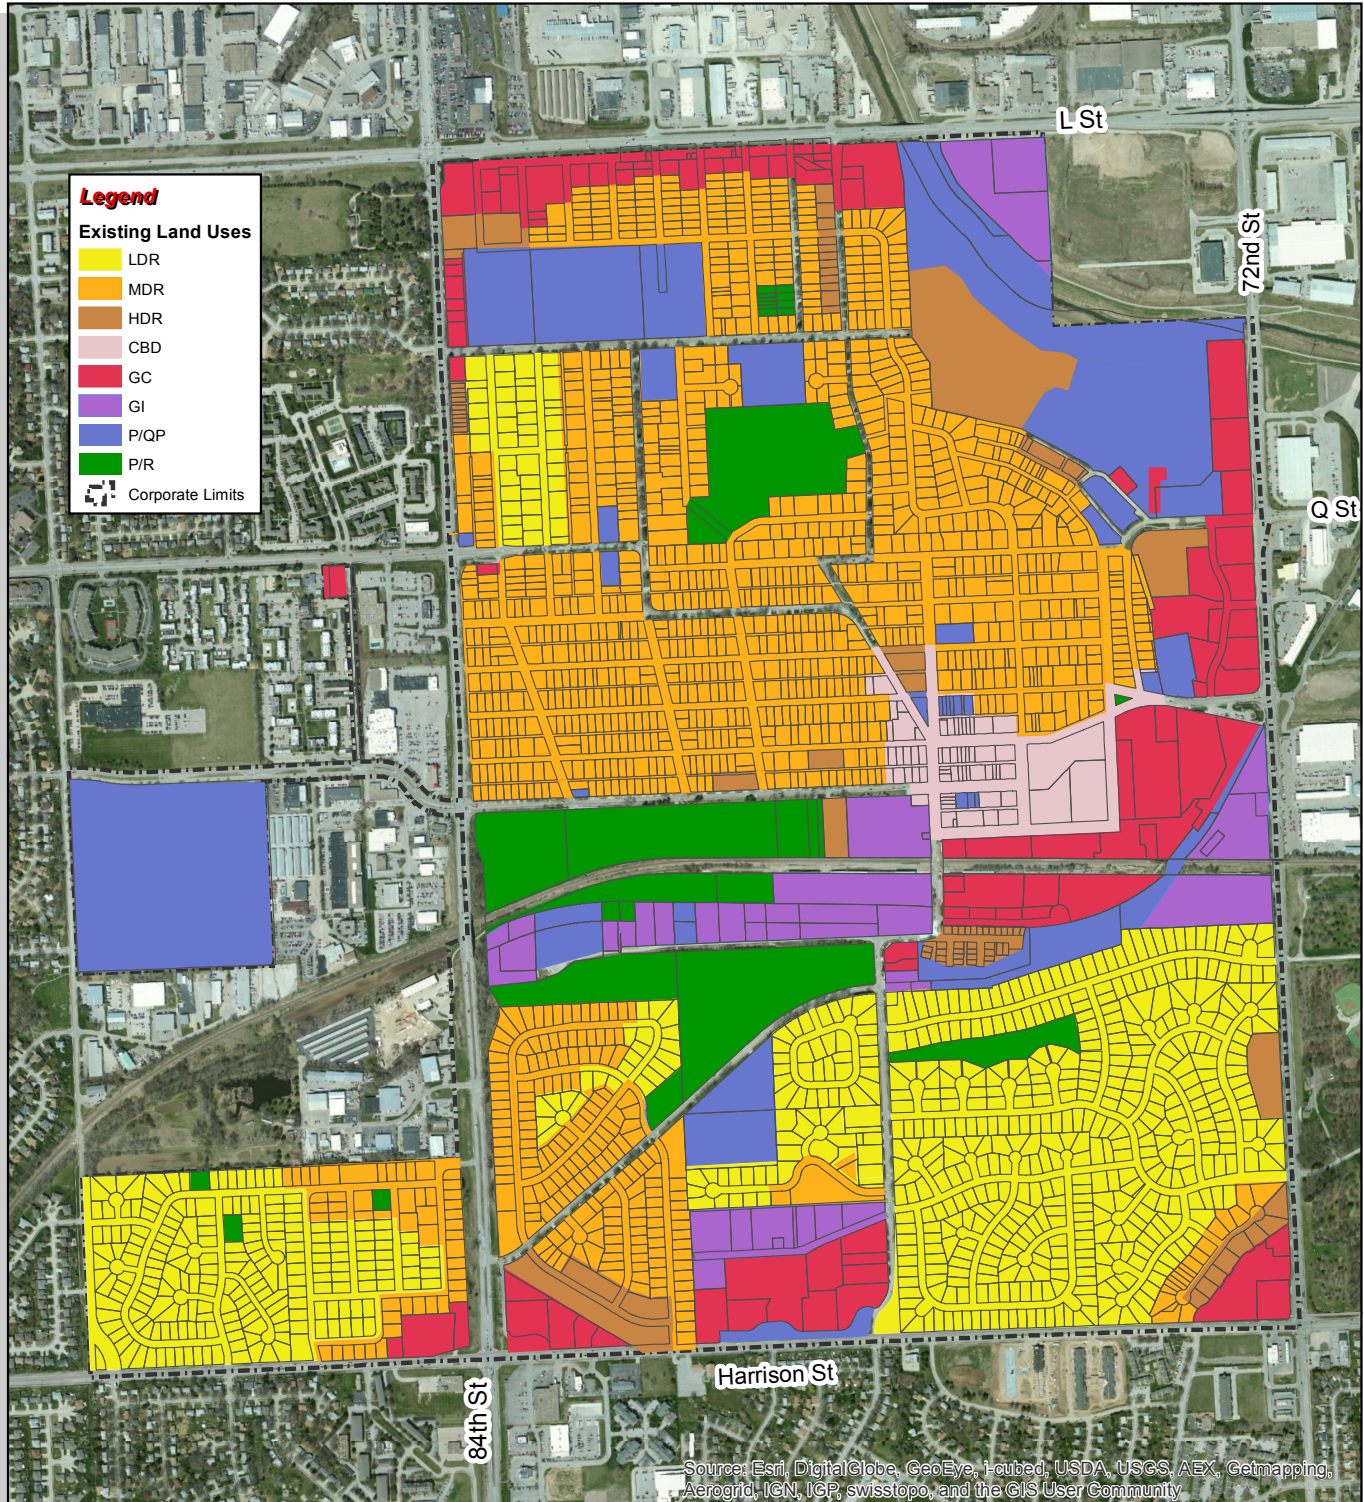 L St
Legend
Existing Land Uses
LDR
MDR
HDR
CBD
GC
GI
P/QP
P/R
Corporate Limits
72nd St
Q St
Harrison St
84th St
Source: Esri, DigitalGlobe, GeoEye, i-cubed, USDA, USGS, AEX, Getmapping,
Aerogrid, IGN, IGP, swisstopo, and the GIS User Community